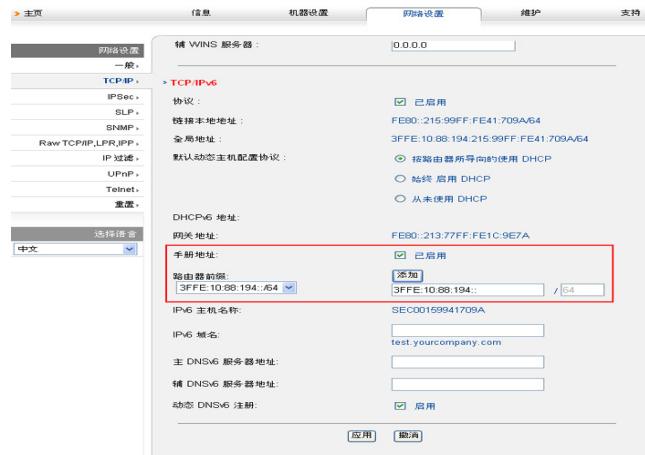 > 主页 信息 机器设置 网络设置 维护 支持
网络设置
一般
TCP/IP
IPSec
SLP
SNMP
Raw TCP/IP,LPR,IPP
IP 过滤
UPnP
Telnet
重置
选择语言
中文
辅 WINS 服务器 : 0.0.0.0
> TCP/IPv6
协议 : 已启用
链接本地地址 : FE80::215:99FF:FE41:709A/64
全局地址 : 3FFE:10:88:194:215:99FF:FE41:709A/64
默认动态主机配置协议 : 按路由器所导向的使用 DHCP
始终 启用 DHCP
从未使用 DHCP
DHCPv6 地址:
网关地址: FE80::213:77FF:FE1C:9E7A
手册地址: 已启用
路由器前缀: 添加
3FFE:10:88:194::/64 3FFE:10:88:194:: / 64
IPv6 主机名称: SEC00159941709A
IPv6 域名:
test.yourcompany.com
主 DNSv6 服务器地址:
辅 DNSv6 服务器地址:
动态 DNSv6 注册: 启用
应用 撤消